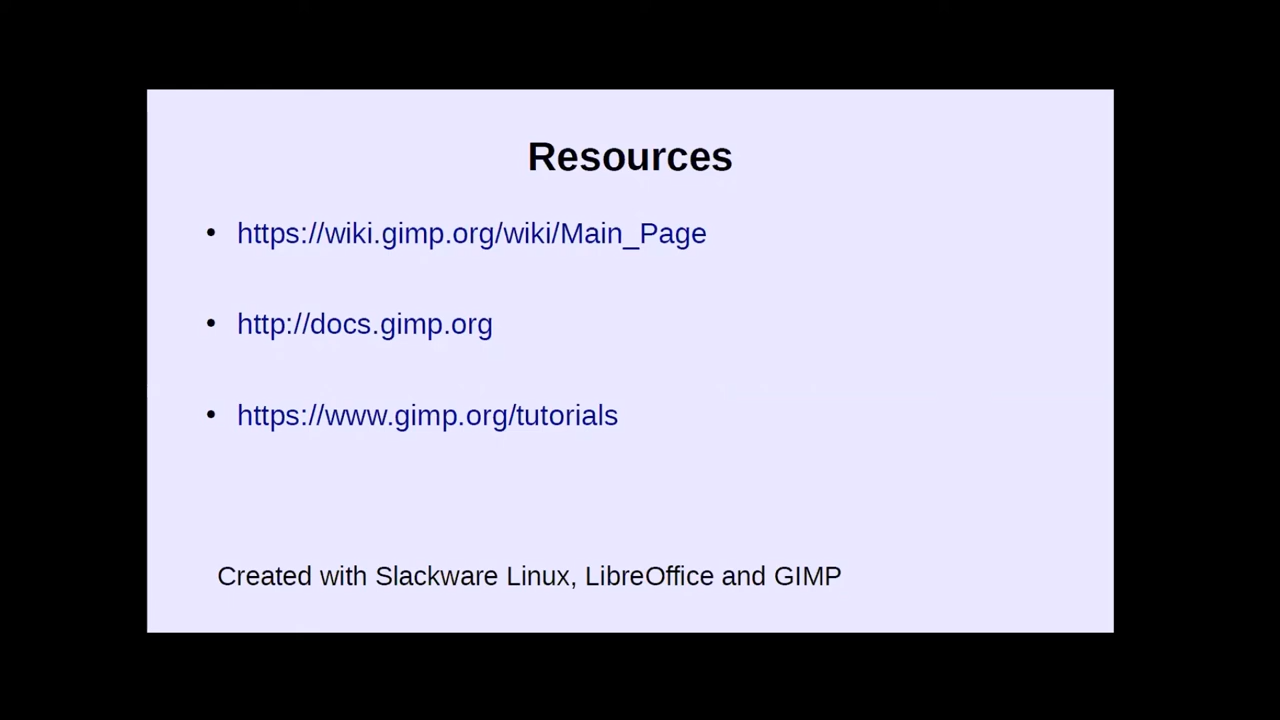 Resources
• https://wiki.gimp.org/wiki/Main_Page
• http://docs.gimp.org
• https://www.gimp.org/tutorials
Created with Slackware Linux, LibreOffice and GIMP